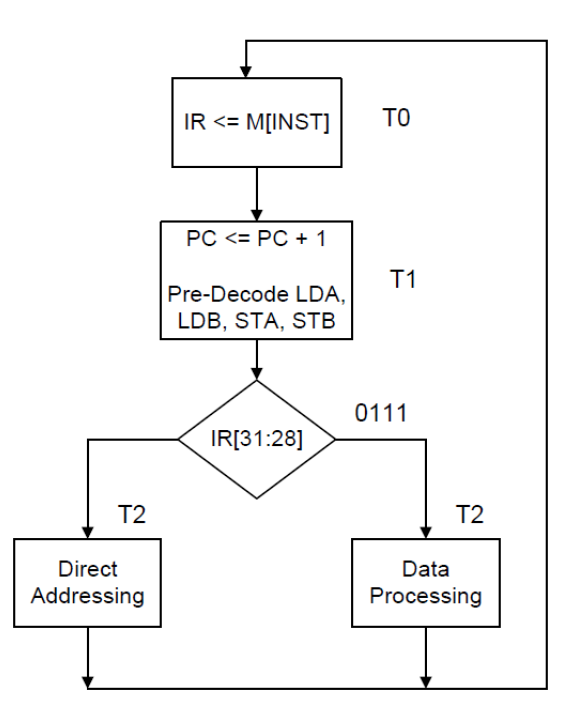 IR <= M[INST]
T0
PC <= PC + 1
Pre-Decode LDA,
LDB, STA, STB
T1
IR[31:28]
0111
T2
T2
Direct
Addressing
Data
Processing